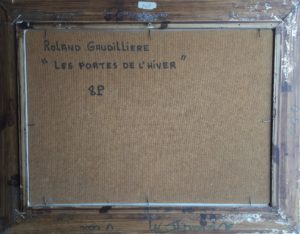 ROLAND GAUDILLIERE
" LES PORTES DE L'HIVER "
8P